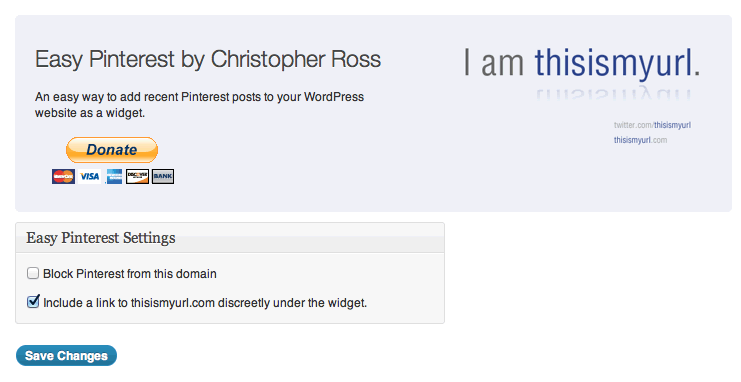 Easy Pinterest by Christopher Ross
I am thisismyurl.
An easy way to add recent Pinterest posts to your WordPress
website as a widget.
twitter.com/thisismyurl
thisismyurl.com
Donate
MasterCard VISA DISCOVER BANK
Easy Pinterest Settings
Block Pinterest from this domain
Include a link to thisismyurl.com discreetly under the widget.
Save Changes